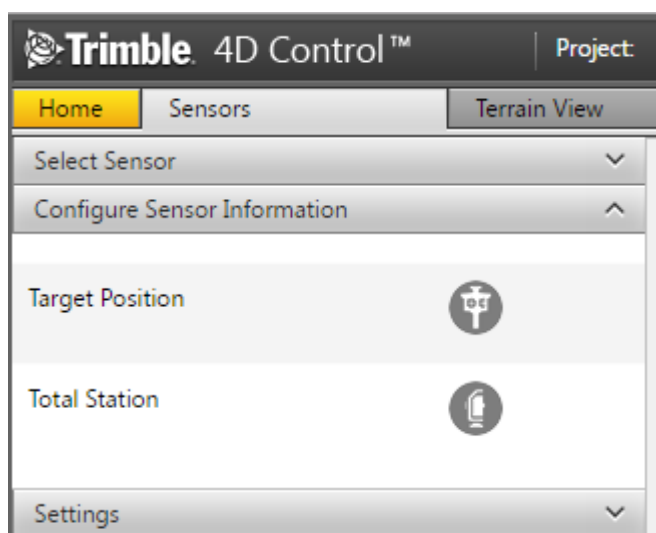 Trimble. 4D Control™ Project:
Home Sensors Terrain View
Select Sensor
Configure Sensor Information
Target Position
Total Station
Settings